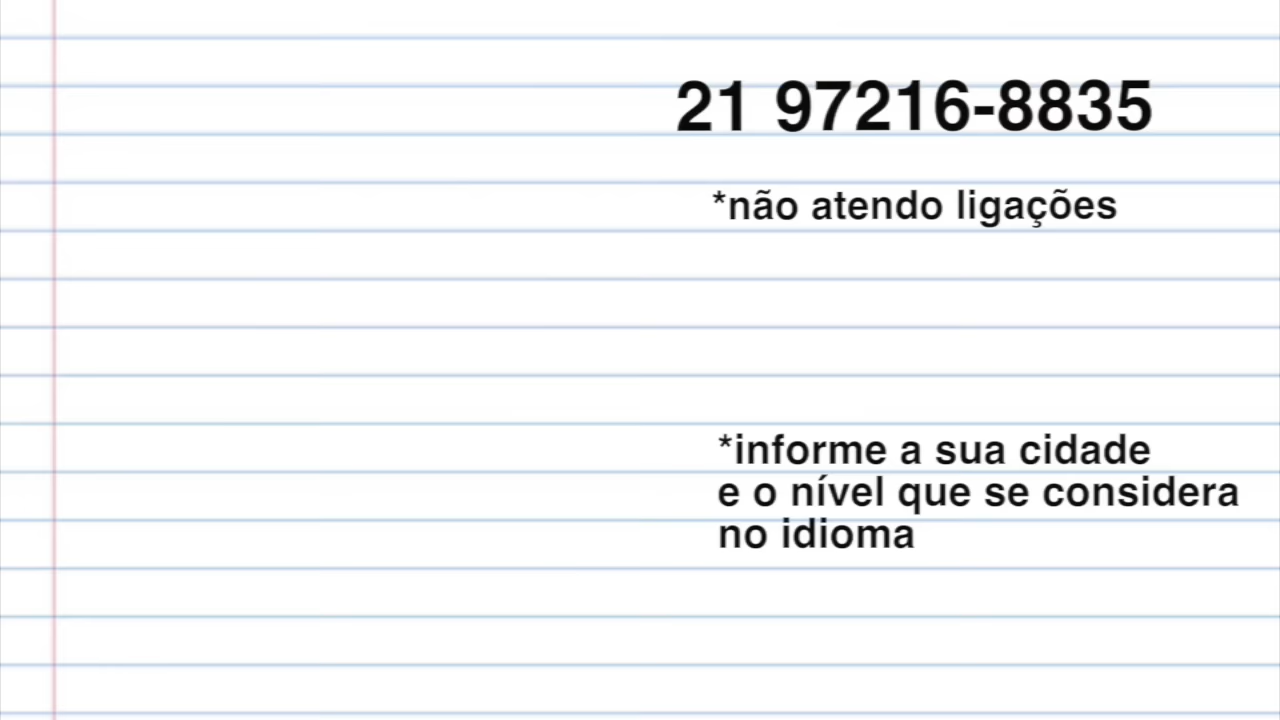 21 97216-8835
*não atendo ligações
*informe a sua cidade
e o nível que se considera
no idioma